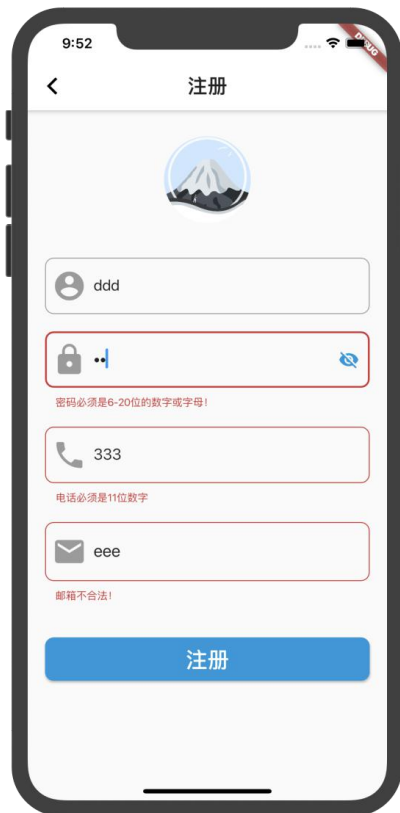 9:52
DEBUG
注册
ddd
••
密码必须是6-20位的数字或字母!
333
电话必须是11位数字
eee
邮箱不合法!
注册